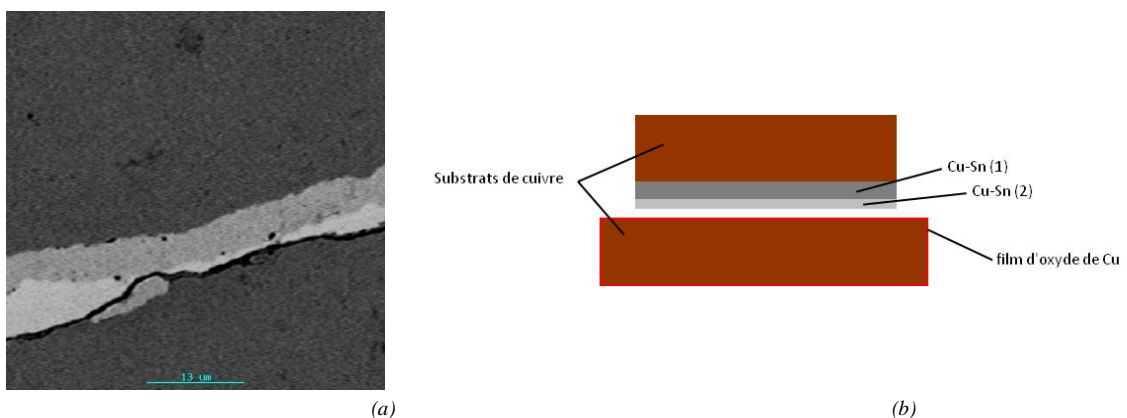 Substrats de cuivre
Cu-Sn (1)
Cu-Sn (2)
film d'oxyde de Cu
13 um
(a)
(b)